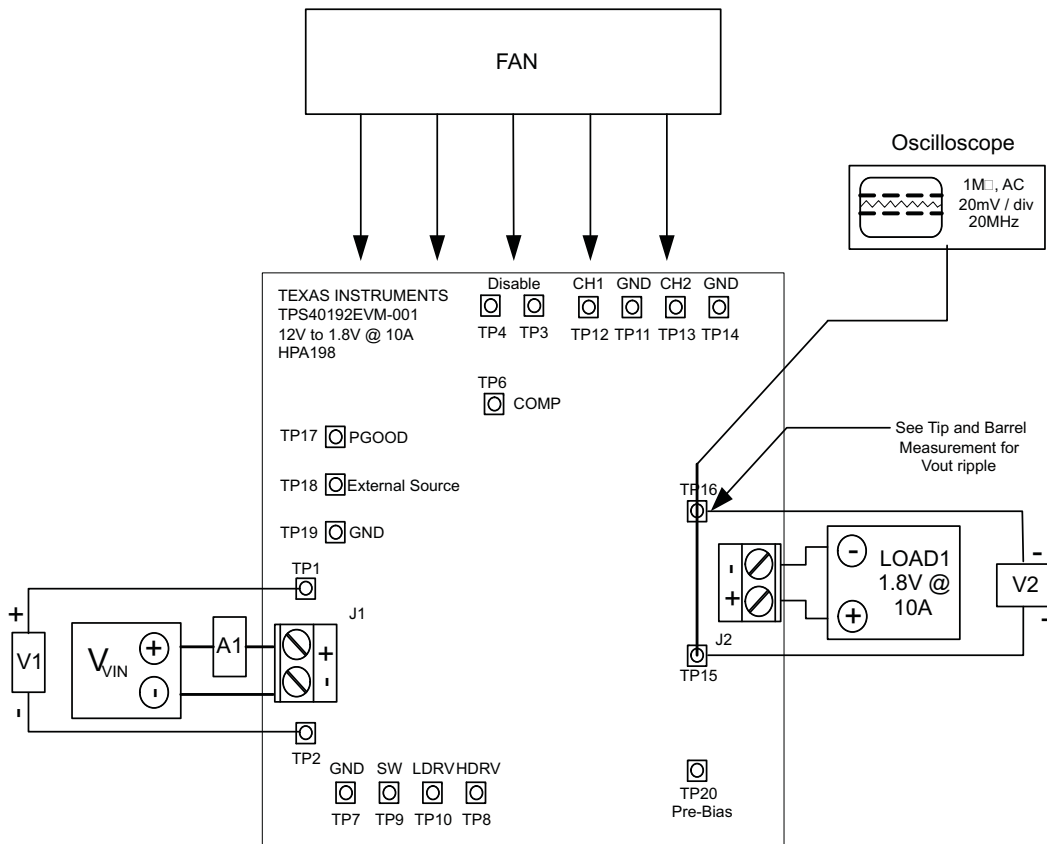 FAN
Oscilloscope
1M□, AC
20mV / div
20MHz
TEXAS INSTRUMENTS
TPS40192EVM-001
12V to 1.8V @ 10A
HPA198
Disable
TP4 TP3
CH1 GND CH2 GND
TP12 TP11 TP13 TP14
TP6
COMP
TP17 PGOOD
TP18 External Source
TP19 GND
See Tip and Barrel
Measurement for
Vout ripple
TP16
- +
J2
TP15
- +
LOAD1
1.8V @
10A
-
V2
TP1
J1
+ -
+
V1
-
VVIN
+ -
A1
TP2
GND SW LDRV HDRV
TP7 TP9 TP10 TP8
TP20
Pre-Bias